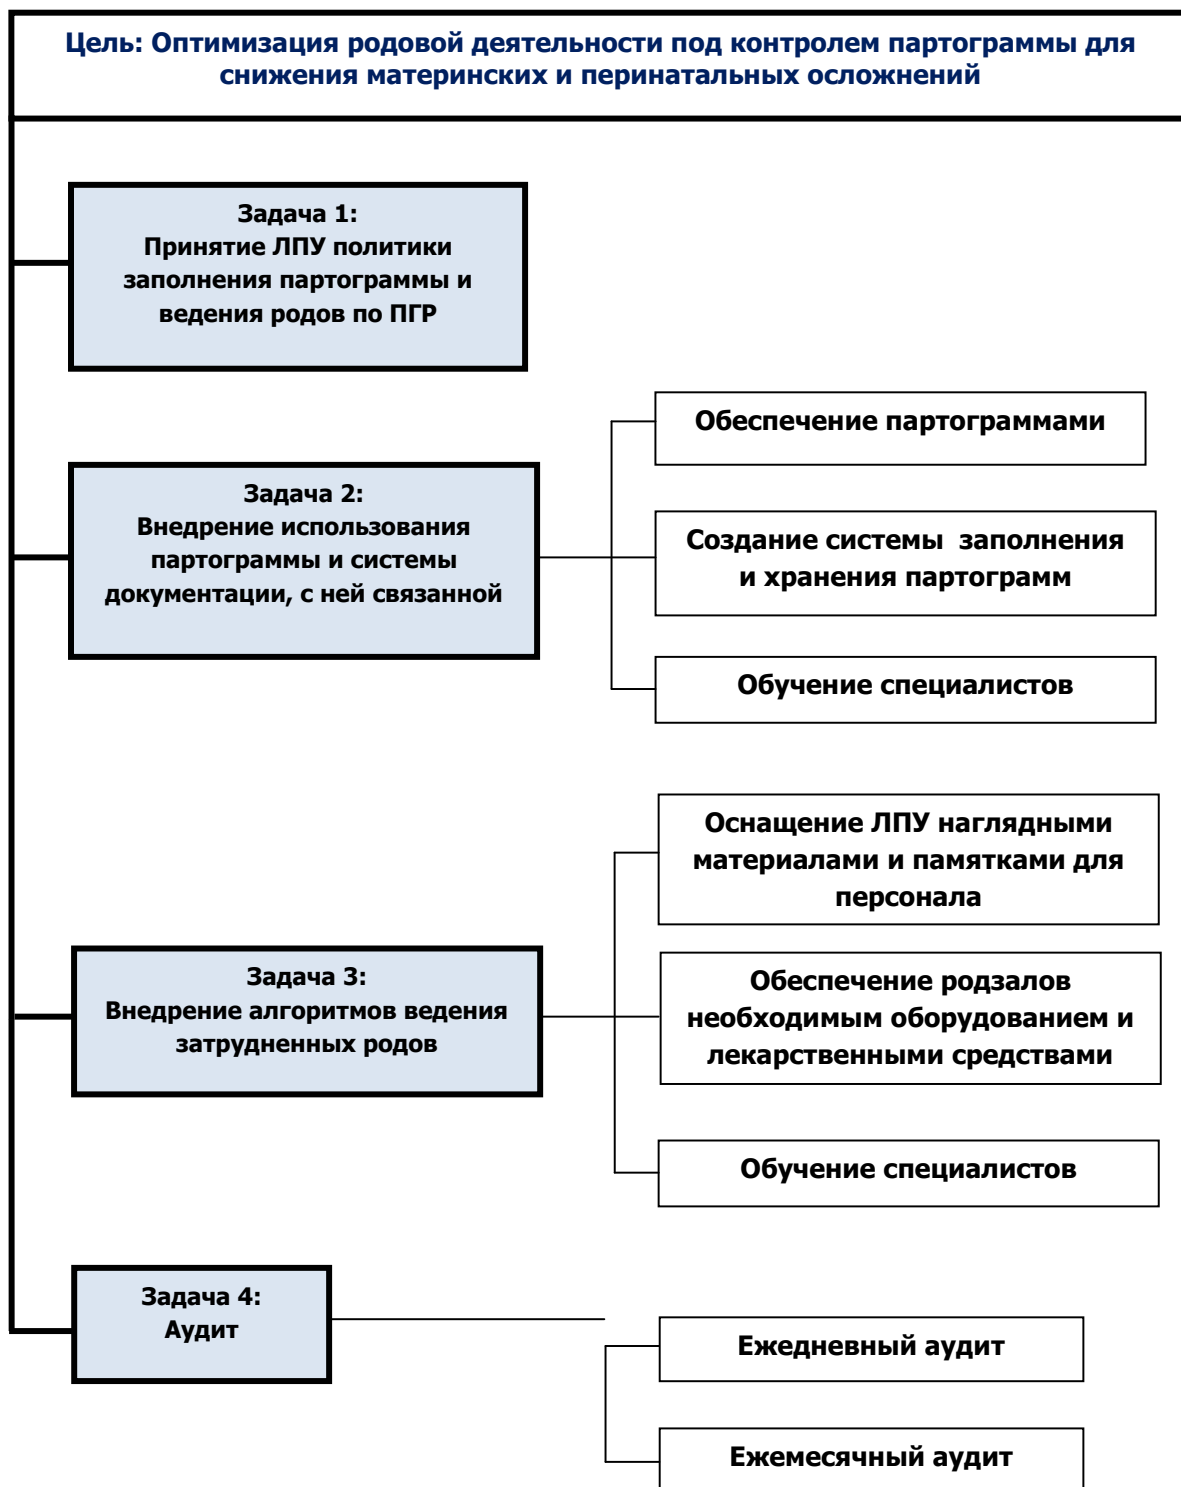 Цель: Оптимизация родовой деятельности под контролем партограммы для
снижения материнских и перинатальных осложнений
Задача 1:
Принятие ЛПУ политики
заполнения партограммы и
ведения родов по ПГР
Задача 2:
Внедрение использования
партограммы и системы
документации, с ней связанной
Обеспечение партограммами
Создание системы заполнения
и хранения партограмм
Обучение специалистов
Задача 3:
Внедрение алгоритмов ведения
затрудненных родов
Оснащение ЛПУ наглядными
материалами и памятками для
персонала
Обеспечение родзалов
необходимым оборудованием и
лекарственными средствами
Обучение специалистов
Задача 4:
Аудит
Ежедневный аудит
Ежемесячный аудит